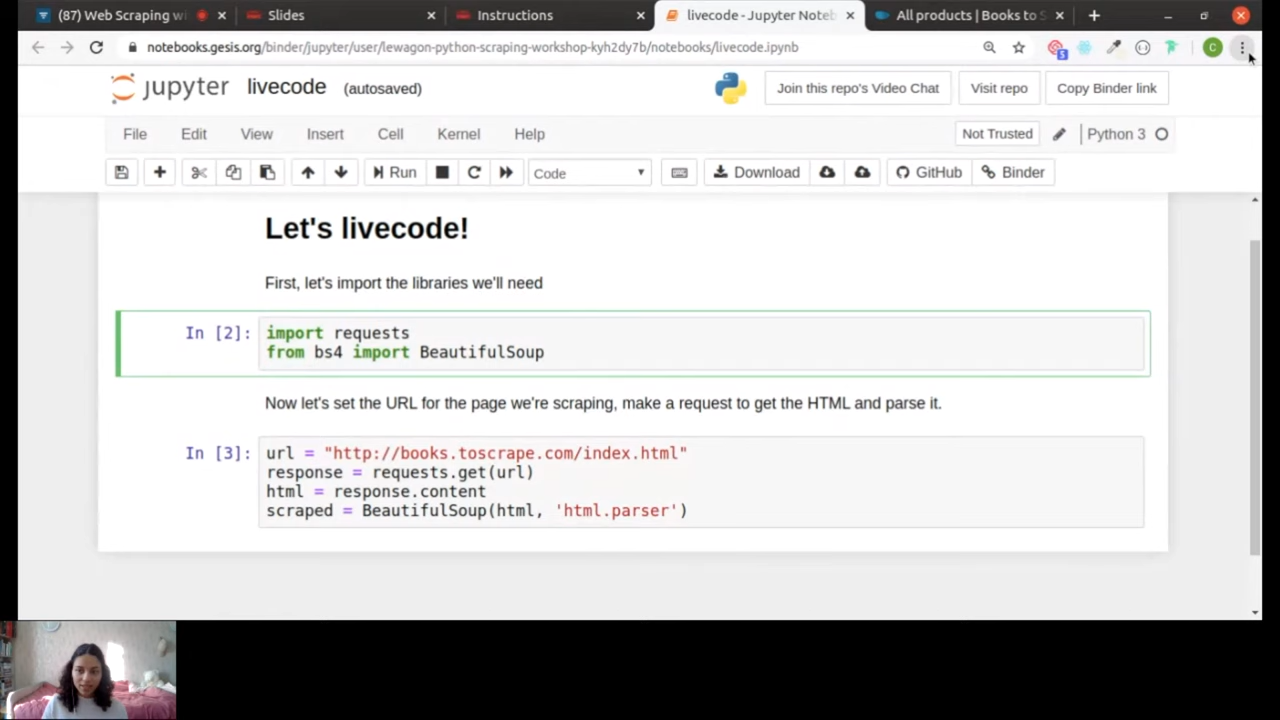 (87) Web Scraping wi
Slides
Instructions
livecode - Jupyter Noteb
All products | Books to S
notebooks.gesis.org/binder/jupyter/user/lewagon-python-scraping-workshop-kyh2dy7b/notebooks/livecode.ipynb
5
C
jupyter livecode (autosaved)
Join this repo's Video Chat
Visit repo
Copy Binder link
File Edit View Insert Cell Kernel Help
Not Trusted
Python 3
Run
Code
Download
GitHub
Binder
Let's livecode!
First, let's import the libraries we'll need
In [2]:
import requests
from bs4 import BeautifulSoup
Now let's set the URL for the page we're scraping, make a request to get the HTML and parse it.
In [3]:
url = "http://books.toscrape.com/index.html"
response = requests.get(url)
html = response.content
scraped = BeautifulSoup(html, 'html.parser')